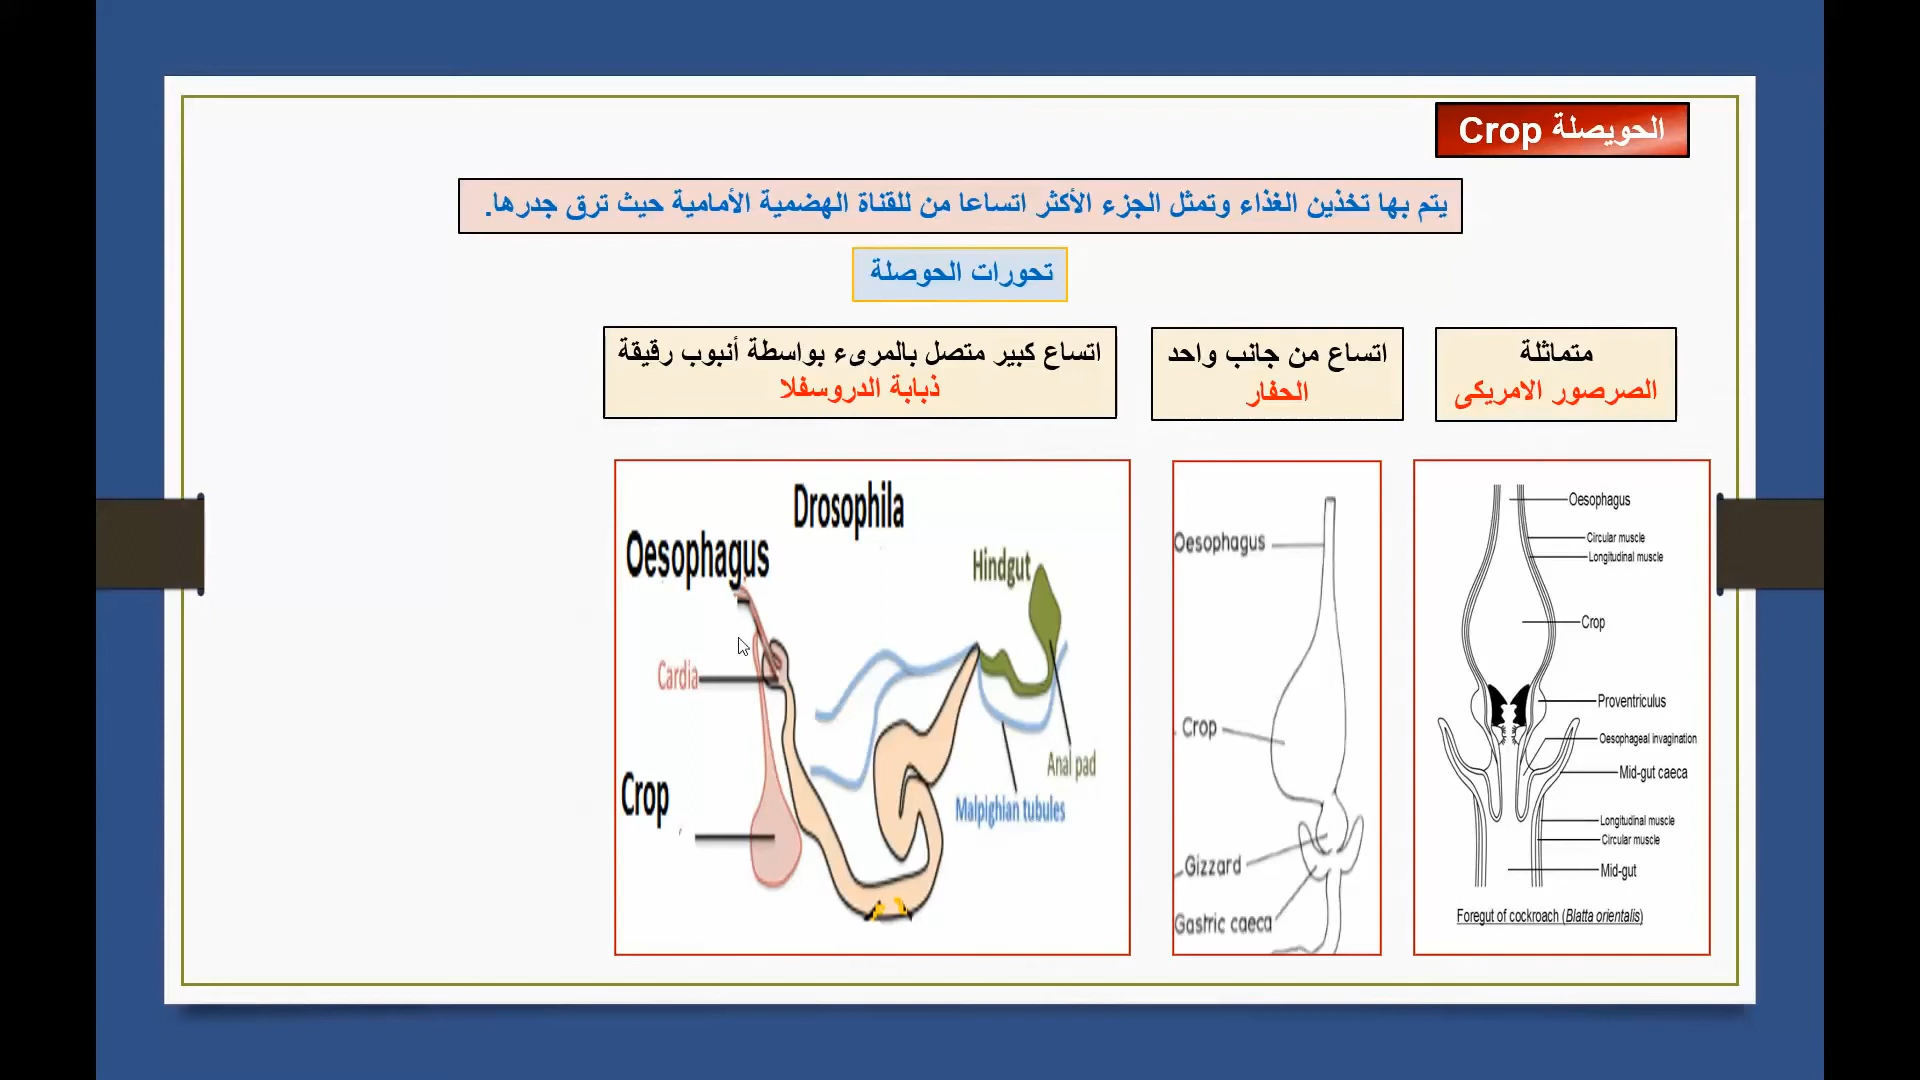 الحويصلة Crop
يتم بها تخذين الغذاء وتمثل الجزء الأكثر اتساعا من للقناة الهضمية الأمامية حيث ترق جدرها.
تحورات الحوصلة
متماثلة
الصرصور الامريكى
اتساع من جانب واحد
الحفار
اتساع كبير متصل بالمرىء بواسطة أنبوب رقيقة
ذبابة الدروسفلا
Oesophagus
Circular muscle
Longitudinal muscle
Crop
Proventriculus
Oesophageal invagination
Mid-gut caeca
Longitudinal muscle
Circular muscle
Mid-gut
Foregut of cockroach (Blatta orientalis)
Oesophagus
Crop
Gizzard
Gastric caeca
Drosophila
Oesophagus
Hindgut
Cardia
Anal pad
Crop
Malpighian tubules